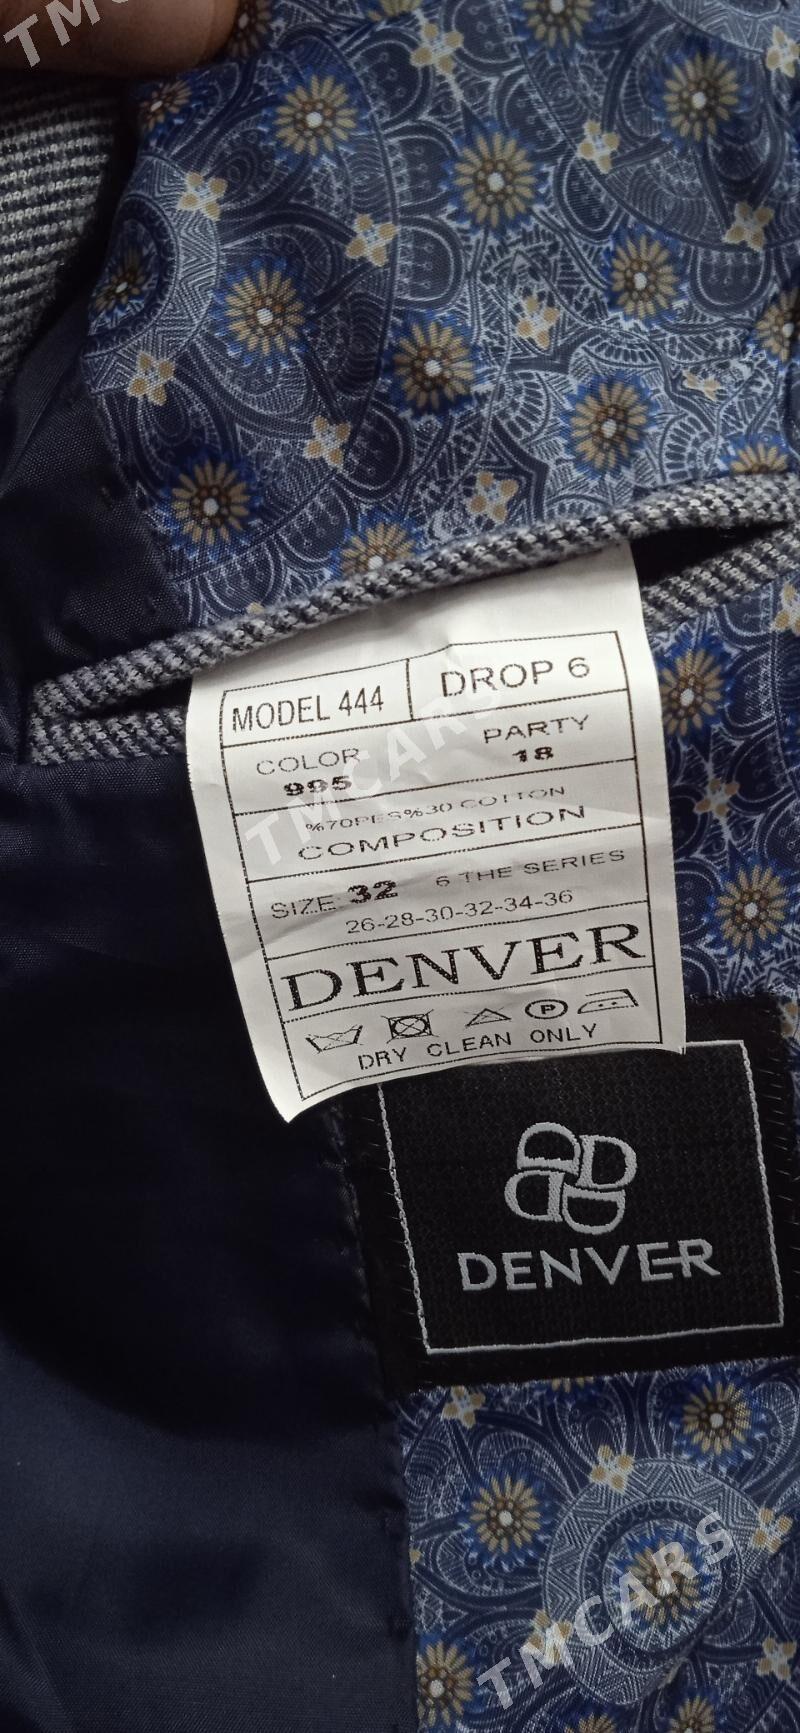 TMCARS
MODEL 444 DROP 6
COLOR PARTY
995 18
%70PES%30 COTTON
COMPOSITION
SIZE: 32 6 THE SERIES
26-28-30-32-34-36
DENVER
P
DRY CLEAN ONLY
DENVER
TMCARS